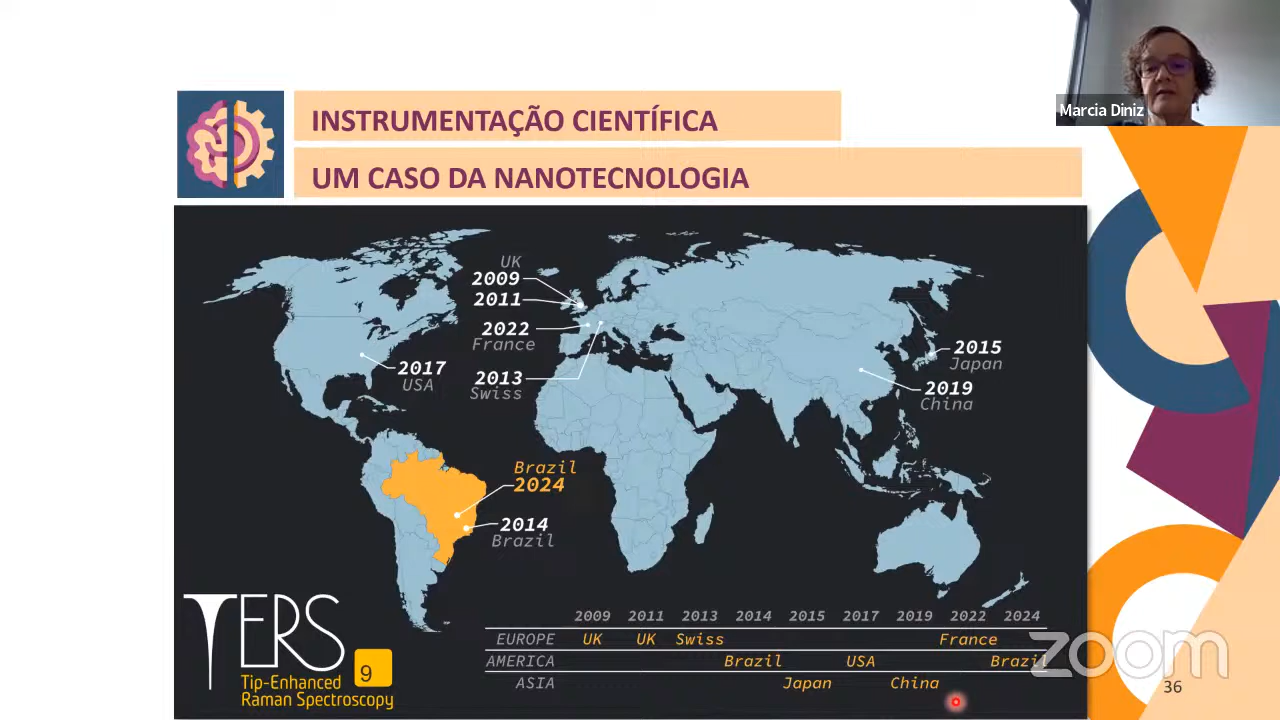 Marcia Diniz
INSTRUMENTAÇÃO CIENTÍFICA
UM CASO DA NANOTECNOLOGIA
UK
2009
2011
2022
France
2013
Swiss
2017
USA
2015
Japan
2019
China
Brazil
2024
2014
Brazil
TERS
Tip-Enhanced
Raman Spectroscopy
9
2009 2011 2013 2014 2015 2017 2019 2022 2024
EUROPE UK UK Swiss France
AMERICA Brazil USA Brazil
ASIA Japan China
zoom
36